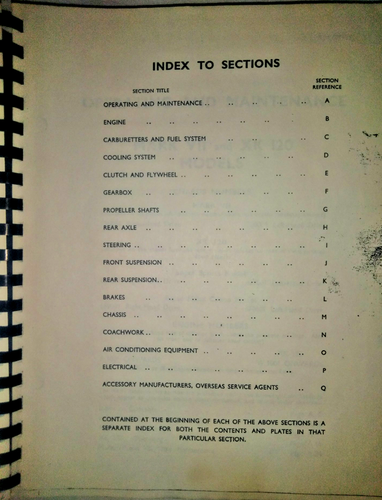 INDEX TO SECTIONS
SECTION TITLE SECTION REFERENCE
OPERATING AND MAINTENANCE .. .. .. .. .. A
ENGINE .. .. .. .. .. .. .. B
CARBURETTERS AND FUEL SYSTEM .. .. .. .. C
COOLING SYSTEM .. .. .. .. .. .. D
CLUTCH AND FLYWHEEL .. .. .. .. .. .. E
GEARBOX .. .. .. .. .. .. .. F
PROPELLER SHAFTS .. .. .. .. .. .. G
REAR AXLE .. .. .. .. .. .. .. H
STEERING .. .. .. .. .. .. .. I
FRONT SUSPENSION .. .. .. .. .. .. J
REAR SUSPENSION .. .. .. .. .. .. K
BRAKES .. .. .. .. .. .. .. L
CHASSIS .. .. .. .. .. .. .. M
COACHWORK .. .. .. .. .. .. .. N
AIR CONDITIONING EQUIPMENT .. .. .. .. .. O
ELECTRICAL .. .. .. .. .. .. .. P
ACCESSORY MANUFACTURERS, OVERSEAS SERVICE AGENTS .. Q
CONTAINED AT THE BEGINNING OF EACH OF THE ABOVE SECTIONS IS A
SEPARATE INDEX FOR BOTH THE CONTENTS AND PLATES IN THAT
PARTICULAR SECTION.